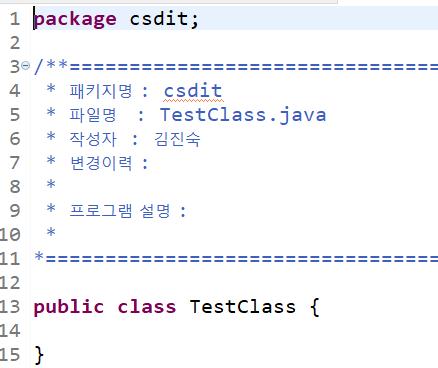 1 package csdit;
2
3 /**==================================
4 * 패키지명 : csdit
5 * 파일명 : TestClass.java
6 * 작성자 : 김진숙
7 * 변경이력 :
8 *
9 * 프로그램 설명 :
10 *
11 *==================================
12
13 public class TestClass {
14
15 }